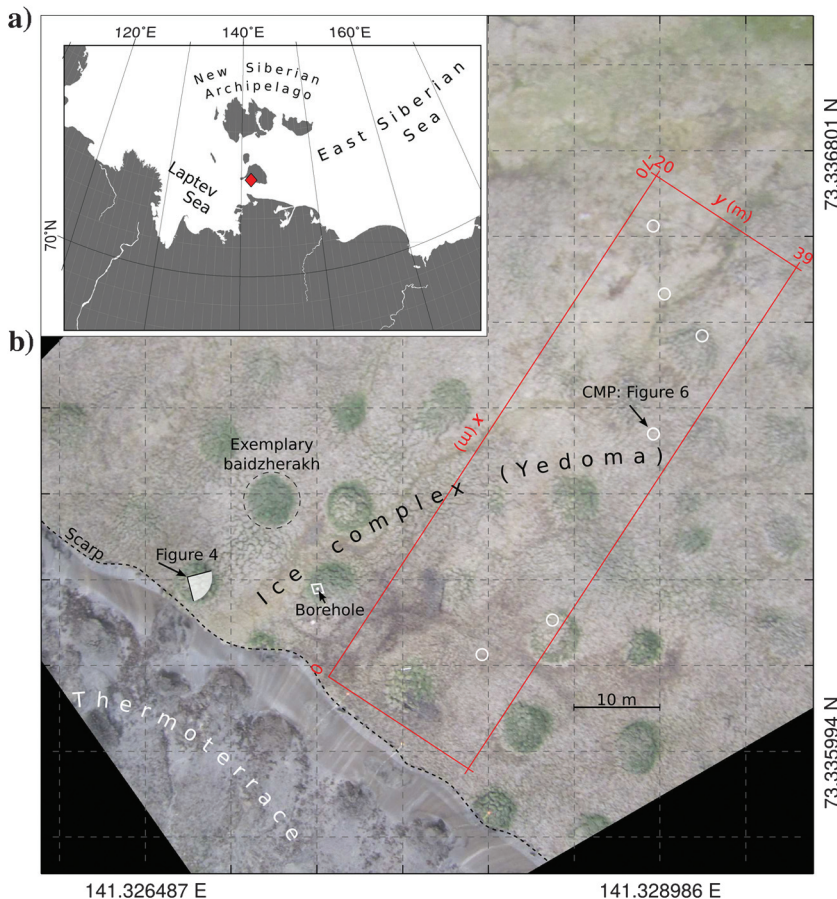 a)
120°E 140°E 160°E
New Siberian
Archipelago
East Siberian
Sea
Laptev
Sea
70°N
b)
70
20
y (m)
39
x (m)
0
CMP: Figure 6
Exemplary
baidzherakh
Ice complex (Yedoma)
Scarp
Figure 4
Borehole
10 m
Thermoterrace
73.336801 N
73.335994 N
141.326487 E 141.328986 E